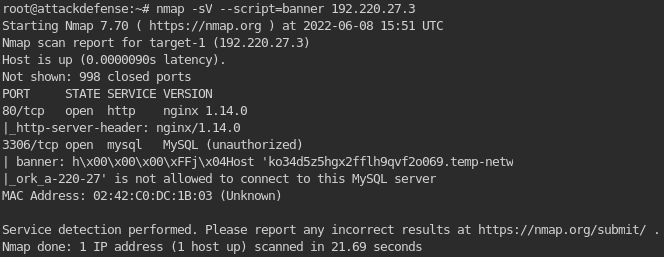 root@attackdefense:~# nmap -sV --script=banner 192.220.27.3
Starting Nmap 7.70 ( https://nmap.org ) at 2022-06-08 15:51 UTC
Nmap scan report for target-1 (192.220.27.3)
Host is up (0.0000090s latency).
Not shown: 998 closed ports
PORT     STATE SERVICE VERSION
80/tcp   open  http    nginx 1.14.0
|_http-server-header: nginx/1.14.0
3306/tcp open  mysql   MySQL (unauthorized)
| banner: h\x00\x00\x00\xFFj\x04Host 'ko34d5z5hgx2fflh9qvf2o069.temp-netw
|_ork_a-220-27' is not allowed to connect to this MySQL server
MAC Address: 02:42:C0:DC:1B:03 (Unknown)
Service detection performed. Please report any incorrect results at https://nmap.org/submit/ .
Nmap done: 1 IP address (1 host up) scanned in 21.69 seconds